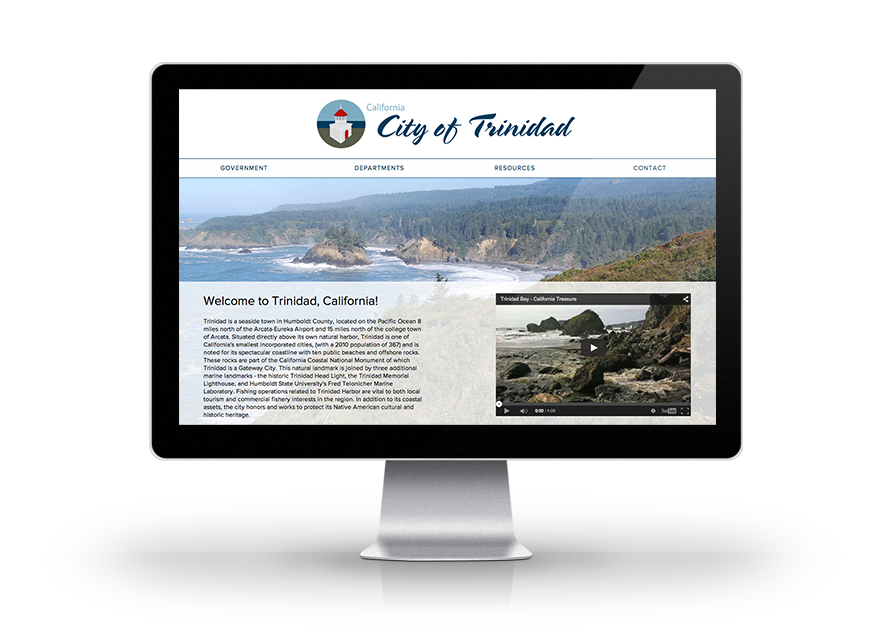 California
City of Trinidad
GOVERNMENT DEPARTMENTS RESOURCES CONTACT
Welcome to Trinidad, California!
Trinidad is a seaside town in Humboldt County, located on the Pacific Ocean 8
miles north of the Arcata-Eureka Airport and 15 miles north of the college town
of Arcata. Situated directly above its own natural harbor, Trinidad is one of
California's smallest incorporated cities, (with a 2010 population of 367) and is
noted for its spectacular coastline with ten public beaches and offshore rocks.
These rocks are part of the California Coastal National Monument of which
Trinidad is a Gateway City. This natural landmark is joined by three additional
marine landmarks - the historic Trinidad Head Light, the Trinidad Memorial
Lighthouse, and Humboldt State University's Fred Telonicher Marine
Laboratory. Fishing operations related to Trinidad Harbor are vital to both local
tourism and commercial fishery interests in the region. In addition to its coastal
assets, the city honors and works to protect its Native American cultural and
historic heritage.
Trinidad Bay - California Treasure
0:00 / 4:08
YouTube